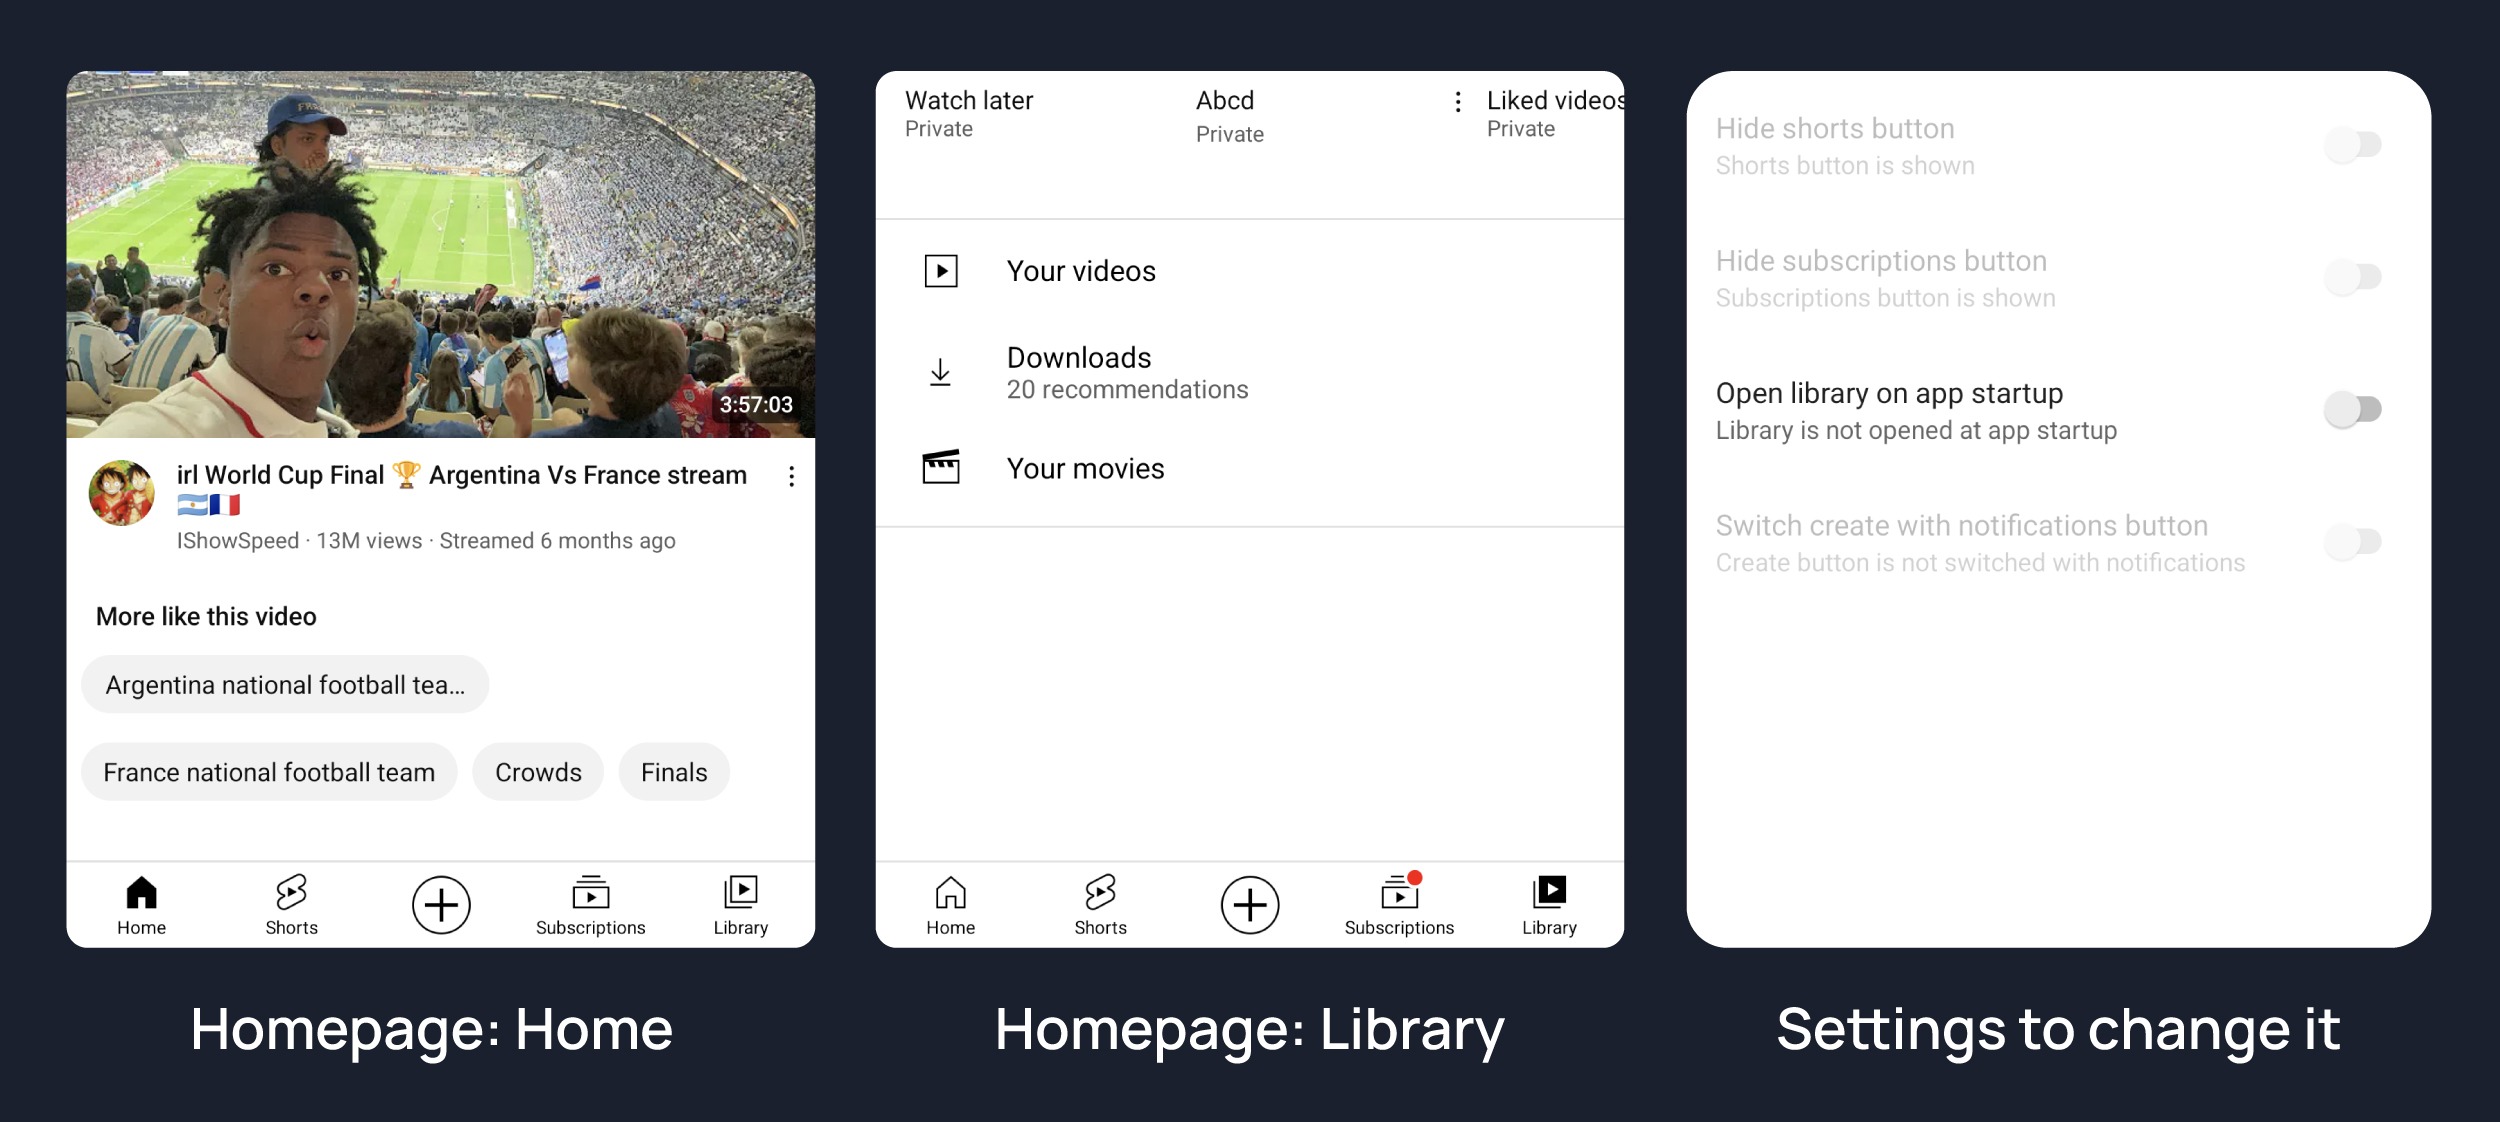 FRA
3:57:03
irl World Cup Final 🏆 Argentina Vs France stream
🇦🇷🇫🇷
IShowSpeed · 13M views · Streamed 6 months ago
More like this video
Argentina national football tea...
France national football team
Crowds
Finals
Home
Shorts
Subscriptions
Library
Homepage: Home
Watch later
Private
Abcd
Private
Liked videos
Private
Your videos
Downloads
20 recommendations
Your movies
Home
Shorts
Subscriptions
Library
Homepage: Library
Hide shorts button
Shorts button is shown
Hide subscriptions button
Subscriptions button is shown
Open library on app startup
Library is not opened at app startup
Switch create with notifications button
Create button is not switched with notifications
Settings to change it